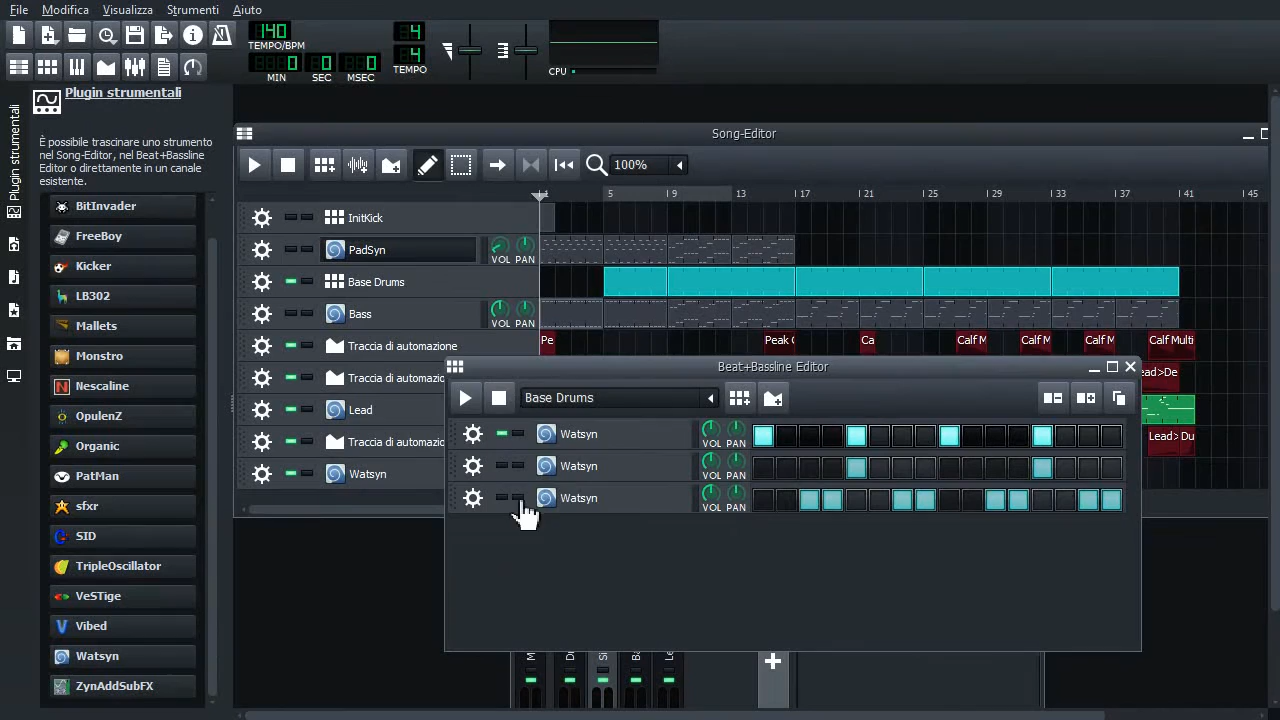 File Modifica Visualizza Strumenti Aiuto
140
TEMPO/BPM
0 0 0
MIN SEC MSEC
4
4
TEMPO
CPU
Plugin strumentali
Plugin strumentali
È possibile trascinare uno strumento
nel Song-Editor, nel Beat+Bassline
Editor o direttamente in un canale
esistente.
BitInvader
FreeBoy
Kicker
LB302
Mallets
Monstro
Nescaline
OpulenZ
Organic
PatMan
sfxr
SID
TripleOscillator
VeSTige
Vibed
Watsyn
ZynAddSubFX
Song-Editor
100%
5 9 13 17 21 25 29 33 37 41 45
InitKick
PadSyn VOL PAN
Base Drums
Bass VOL PAN
Traccia di automazione
Pe Peak Ca Calf M Calf M Calf M Calf Multi
Traccia di automazio
ead>De
Lead
Traccia di automazio
Lead> Du
Watsyn
Beat+Bassline Editor
Base Drums
Watsyn VOL PAN
Watsyn VOL PAN
Watsyn VOL PAN